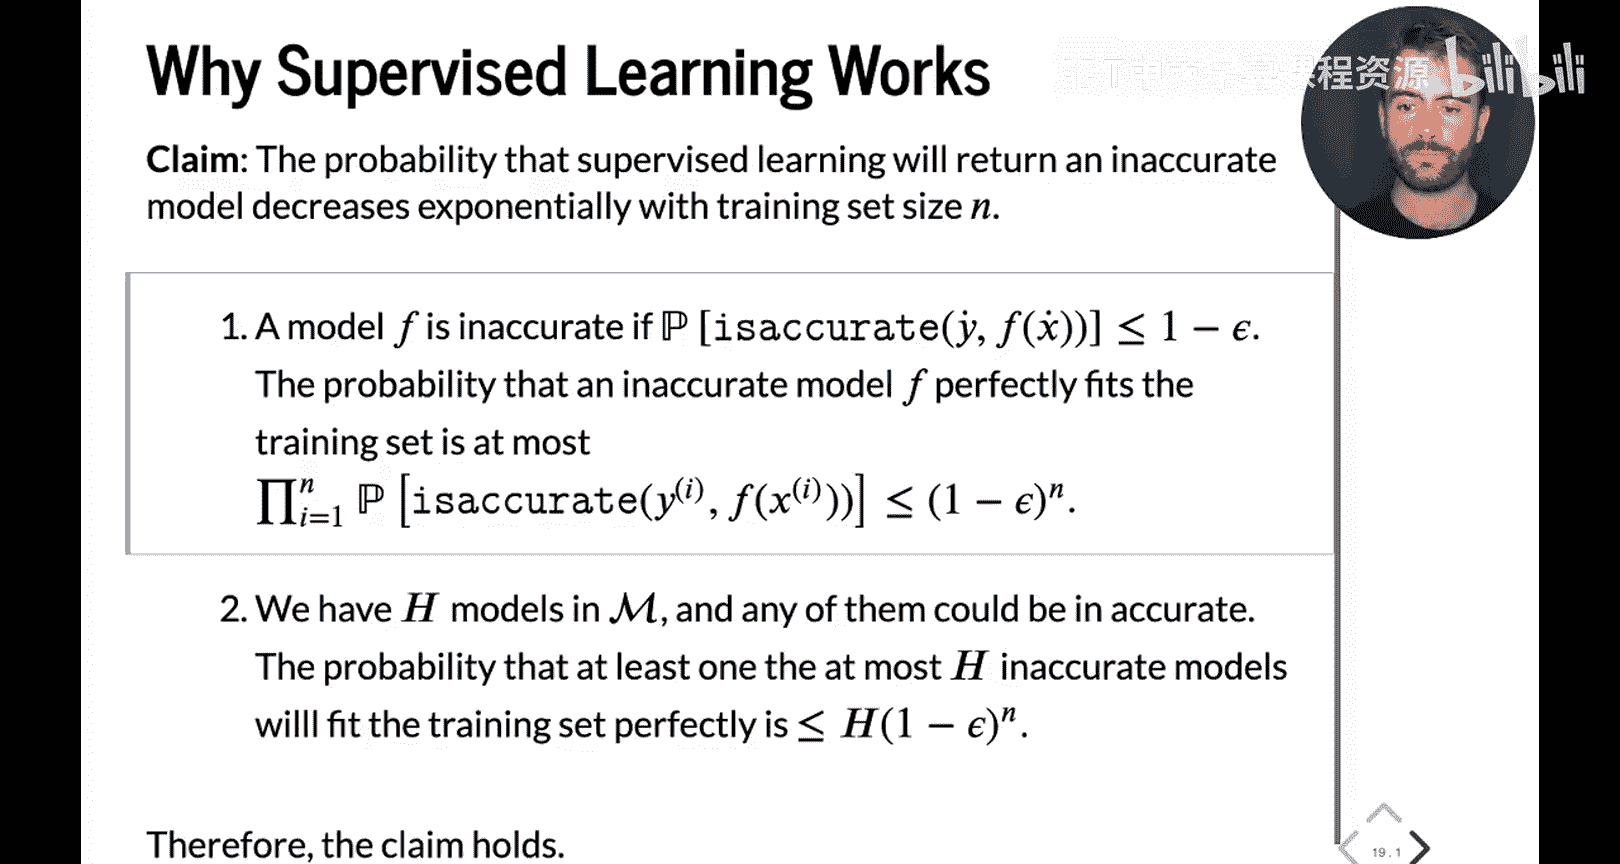 Why Supervised Learning Works
程资源 bilibili
Claim: The probability that supervised learning will return an inaccurate
model decreases exponentially with training set size n.
1. A model f is inaccurate if ℙ [isaccurate(ẏ, f(ẋ))] ≤ 1 − ϵ.
The probability that an inaccurate model f perfectly fits the
training set is at most
∏ⁿᵢ₌₁ ℙ [isaccurate(y⁽ⁱ⁾, f(x⁽ⁱ⁾))] ≤ (1 − ϵ)ⁿ.
2. We have H models in ℳ, and any of them could be in accurate.
The probability that at least one the at most H inaccurate models
willl fit the training set perfectly is ≤ H(1 − ϵ)ⁿ.
Therefore, the claim holds.
19.1